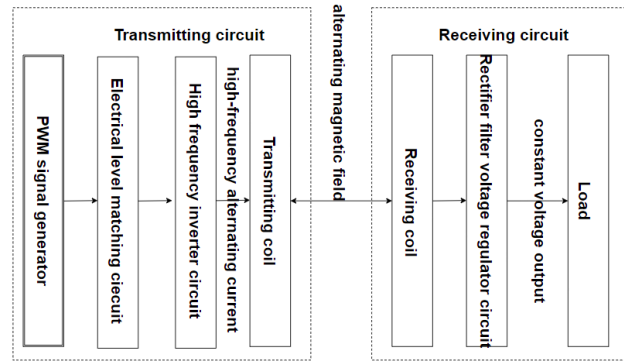 Transmitting circuit
Receiving circuit
PWM signal generator
Electrical level matching ciecuit
High frequency inverter circuit
high-frequency alternating current
Transmitting coil
alternating magnetic field
Receiving coil
Rectifier filter voltage regulator circuit
constant voltage output
Load